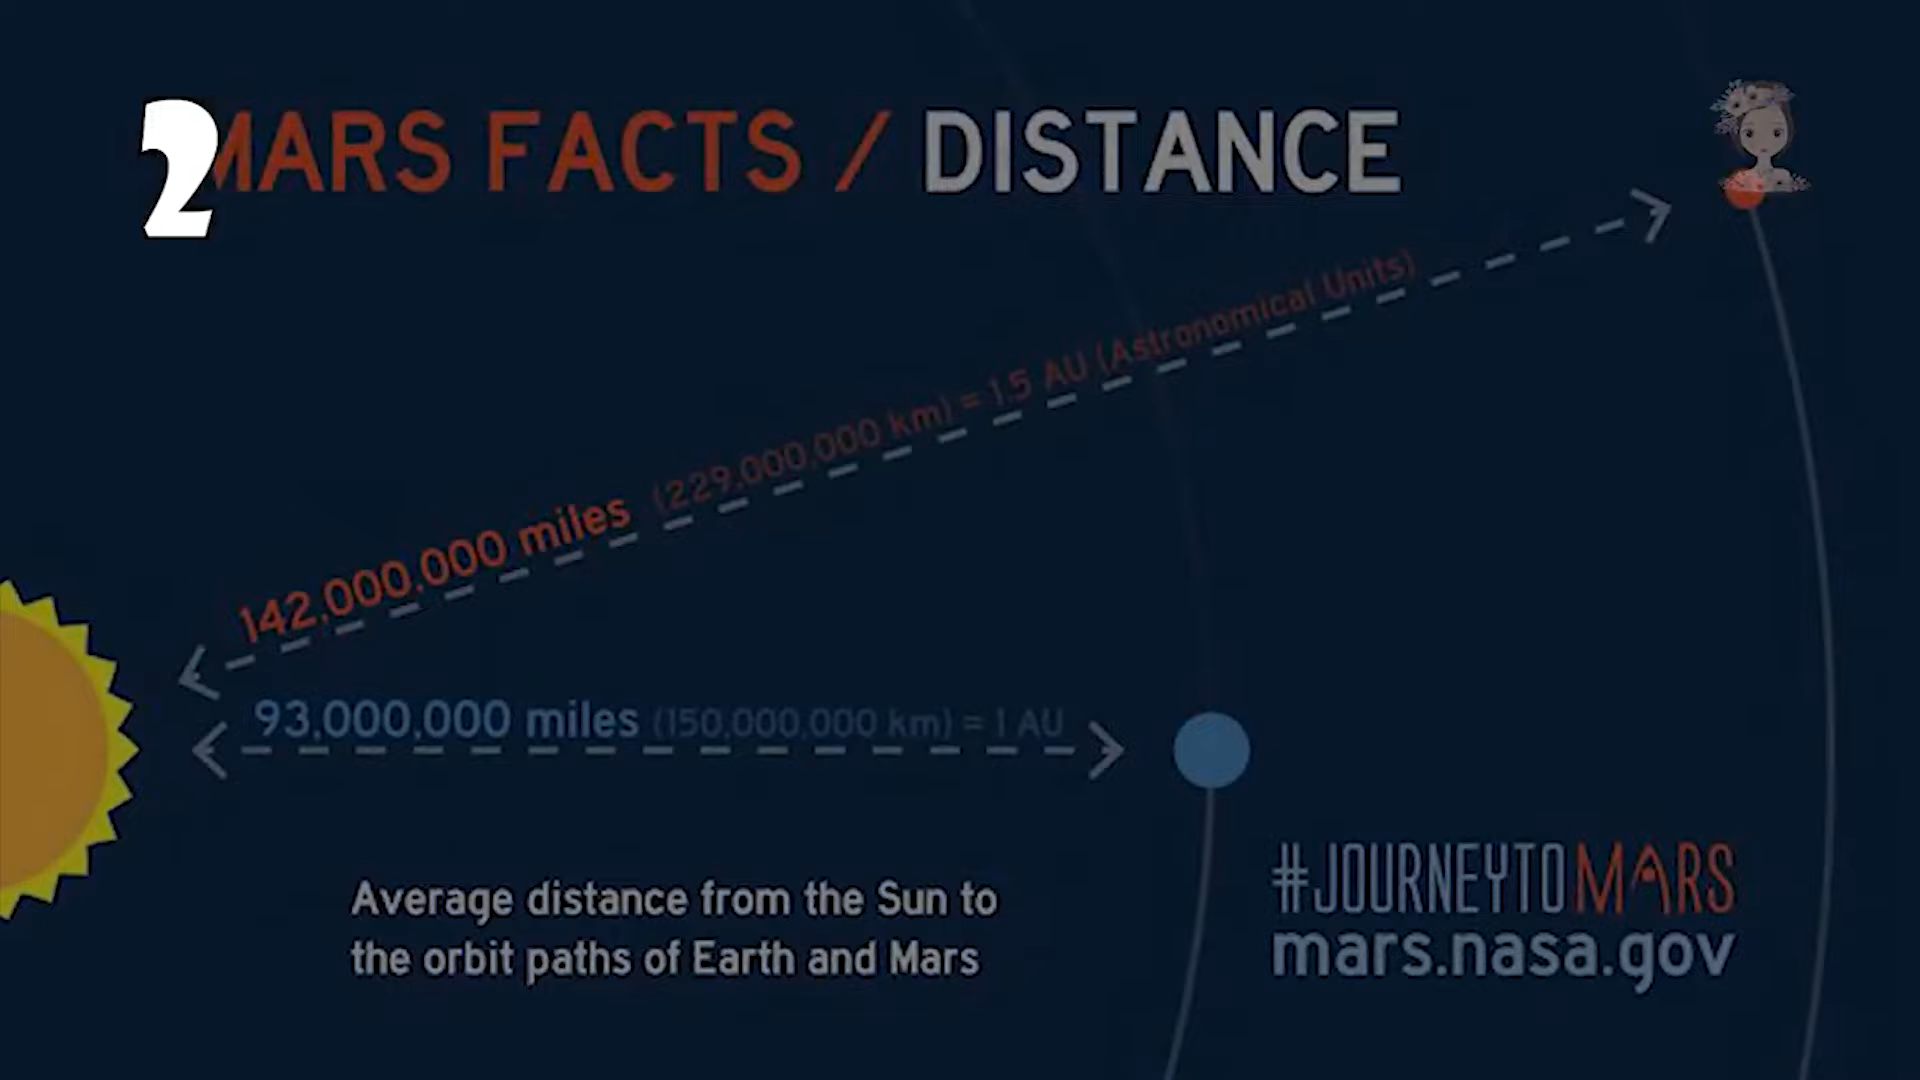 2
MARS FACTS / DISTANCE
142,000,000 miles (229,000,000 km) = 1.5 AU (Astronomical Units)
93,000,000 miles (150,000,000 km) = 1 AU
Average distance from the Sun to
the orbit paths of Earth and Mars
#JOURNEYTOMARS
mars.nasa.gov